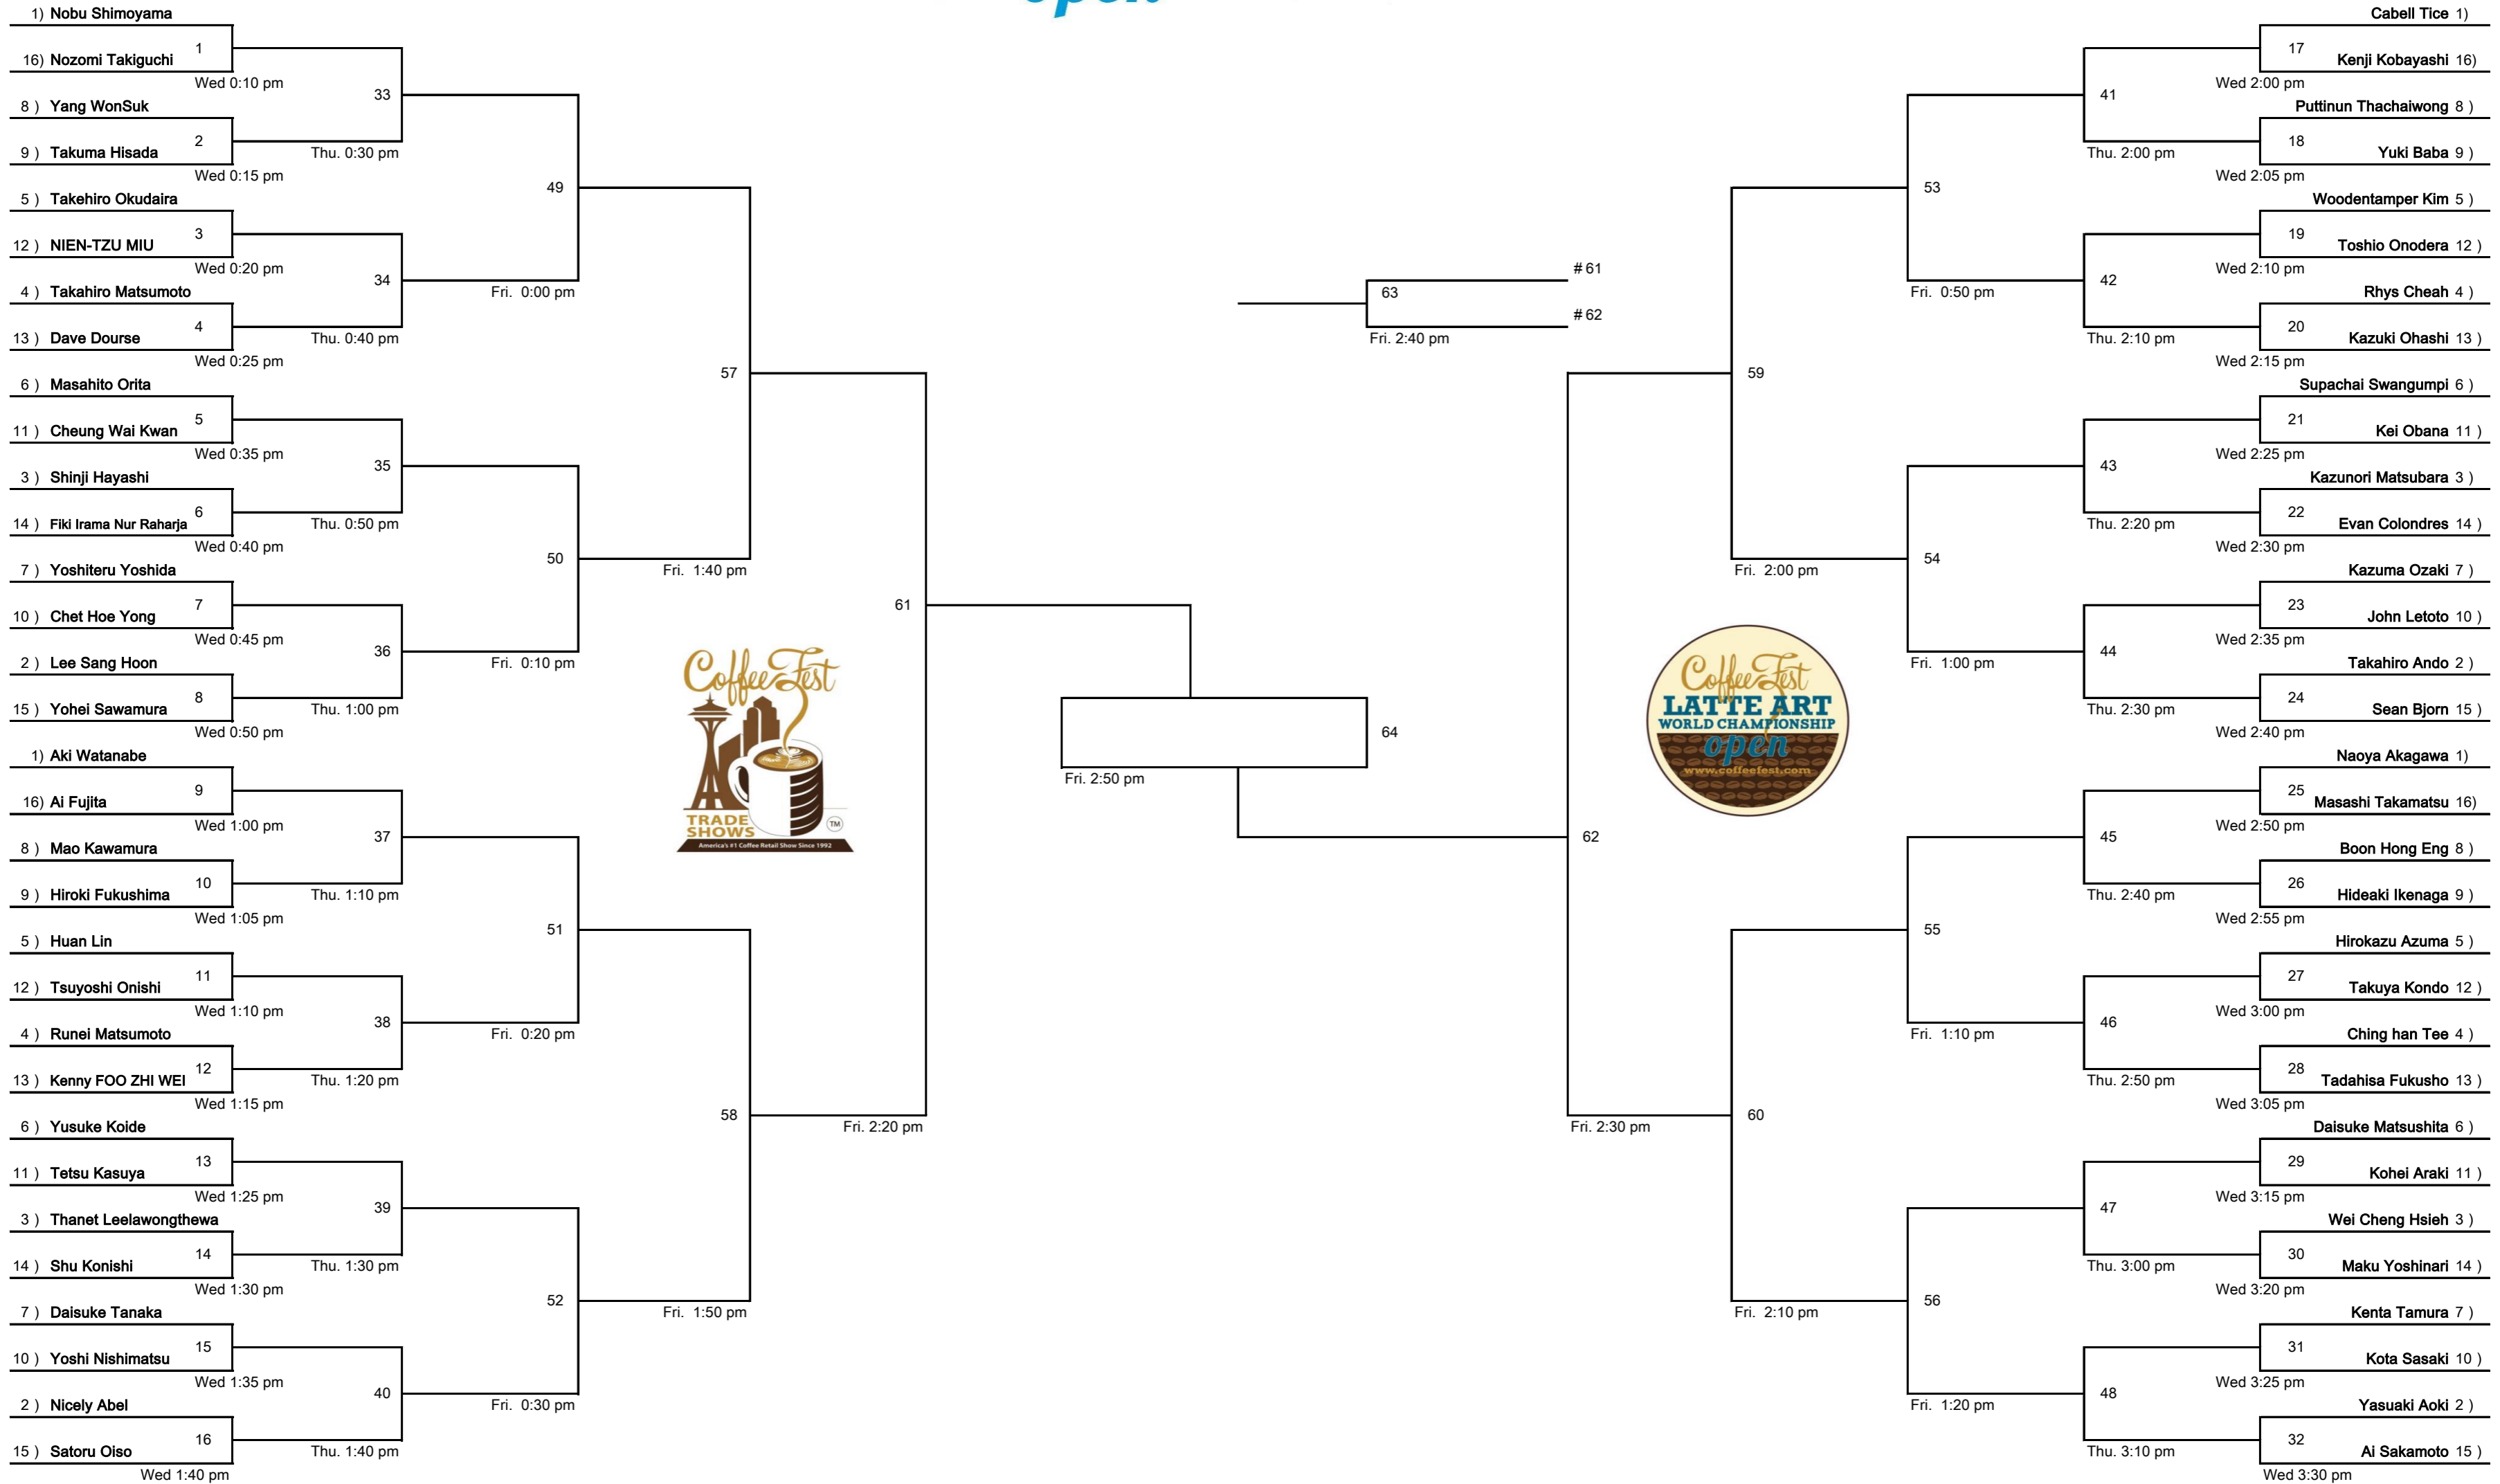 open
1) Nobu Shimoyama
1
16) Nozomi Takiguchi
Wed 0:10 pm
33
8 ) Yang WonSuk
2
9 ) Takuma Hisada
Thu. 0:30 pm
Wed 0:15 pm
49
5 ) Takehiro Okudaira
3
12 ) NIEN-TZU MIU
Wed 0:20 pm
34
Fri. 0:00 pm
4 ) Takahiro Matsumoto
4
13 ) Dave Dourse
Thu. 0:40 pm
Wed 0:25 pm
57
6 ) Masahito Orita
5
11 ) Cheung Wai Kwan
Wed 0:35 pm
35
3 ) Shinji Hayashi
6
14 ) Fiki Irama Nur Raharja
Thu. 0:50 pm
Wed 0:40 pm
50
Fri. 1:40 pm
7 ) Yoshiteru Yoshida
7
10 ) Chet Hoe Yong
Wed 0:45 pm
36
Fri. 0:10 pm
2 ) Lee Sang Hoon
8
15 ) Yohei Sawamura
Thu. 1:00 pm
Wed 0:50 pm
61
1) Aki Watanabe
9
16) Ai Fujita
Wed 1:00 pm
37
8 ) Mao Kawamura
10
9 ) Hiroki Fukushima
Thu. 1:10 pm
Wed 1:05 pm
51
5 ) Huan Lin
11
12 ) Tsuyoshi Onishi
Wed 1:10 pm
38
Fri. 0:20 pm
4 ) Runei Matsumoto
12
13 ) Kenny FOO ZHI WEI
Thu. 1:20 pm
Wed 1:15 pm
58
Fri. 2:20 pm
6 ) Yusuke Koide
13
11 ) Tetsu Kasuya
Wed 1:25 pm
39
3 ) Thanet Leelawongthewa
14
14 ) Shu Konishi
Thu. 1:30 pm
Wed 1:30 pm
52
Fri. 1:50 pm
7 ) Daisuke Tanaka
15
10 ) Yoshi Nishimatsu
Wed 1:35 pm
40
Fri. 0:30 pm
2 ) Nicely Abel
16
15 ) Satoru Oiso
Thu. 1:40 pm
Wed 1:40 pm
Coffee Fest
TRADE
SHOWS
TM
America's #1 Coffee Retail Show Since 1992
# 61
63
# 62
Fri. 2:40 pm
64
Fri. 2:50 pm
Coffee Fest
LATTE ART
WORLD CHAMPIONSHIP
open
www.coffeefest.com
Cabell Tice 1)
17
Kenji Kobayashi 16)
Wed 2:00 pm
41
Puttinun Thachaiwong 8 )
18
Yuki Baba 9 )
Thu. 2:00 pm
Wed 2:05 pm
53
Woodentamper Kim 5 )
19
Toshio Onodera 12 )
Wed 2:10 pm
42
Fri. 0:50 pm
Rhys Cheah 4 )
20
Kazuki Ohashi 13 )
Thu. 2:10 pm
Wed 2:15 pm
59
Supachai Swangumpi 6 )
21
Kei Obana 11 )
Wed 2:25 pm
43
Kazunori Matsubara 3 )
22
Evan Colondres 14 )
Thu. 2:20 pm
Wed 2:30 pm
54
Fri. 2:00 pm
Kazuma Ozaki 7 )
23
John Letoto 10 )
Wed 2:35 pm
44
Fri. 1:00 pm
Takahiro Ando 2 )
24
Sean Bjorn 15 )
Thu. 2:30 pm
Wed 2:40 pm
62
Naoya Akagawa 1)
25
Masashi Takamatsu 16)
Wed 2:50 pm
45
Boon Hong Eng 8 )
26
Hideaki Ikenaga 9 )
Thu. 2:40 pm
Wed 2:55 pm
55
Hirokazu Azuma 5 )
27
Takuya Kondo 12 )
Wed 3:00 pm
46
Fri. 1:10 pm
Ching han Tee 4 )
28
Tadahisa Fukusho 13 )
Thu. 2:50 pm
Wed 3:05 pm
60
Fri. 2:30 pm
Daisuke Matsushita 6 )
29
Kohei Araki 11 )
Wed 3:15 pm
47
Wei Cheng Hsieh 3 )
30
Maku Yoshinari 14 )
Thu. 3:00 pm
Wed 3:20 pm
56
Fri. 2:10 pm
Kenta Tamura 7 )
31
Kota Sasaki 10 )
Wed 3:25 pm
48
Fri. 1:20 pm
Yasuaki Aoki 2 )
32
Ai Sakamoto 15 )
Thu. 3:10 pm
Wed 3:30 pm